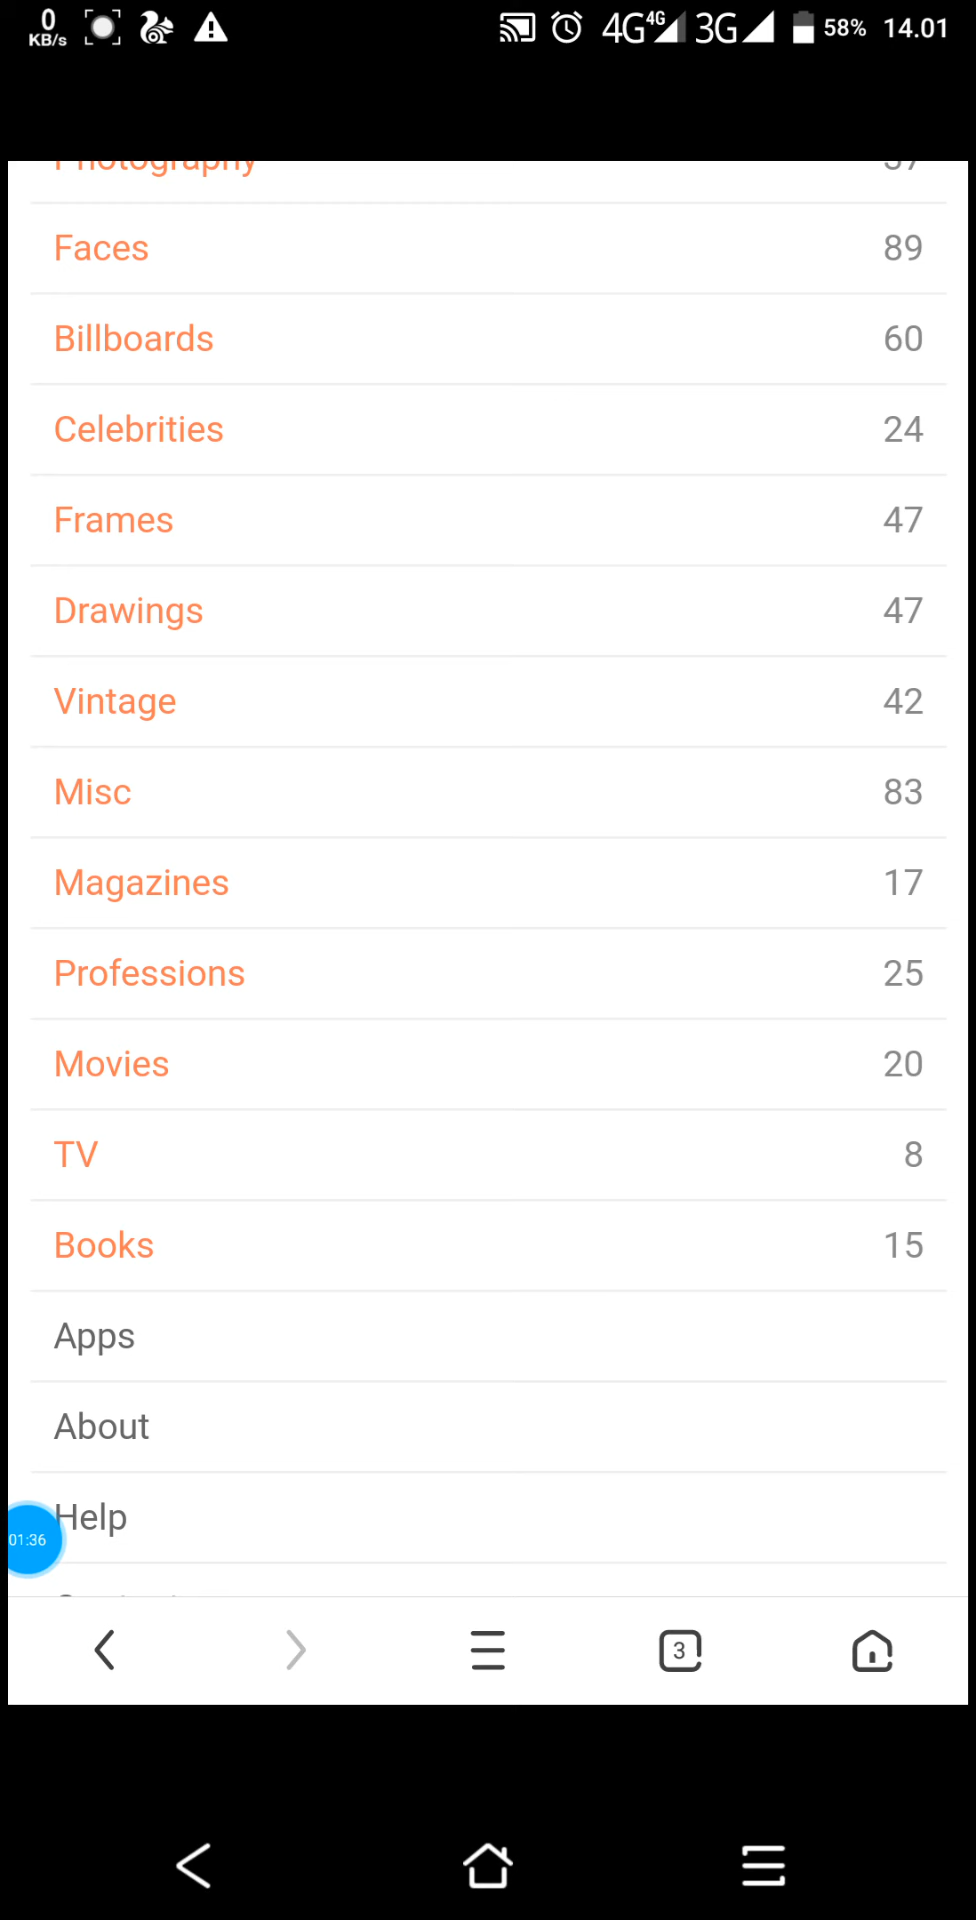 0 KB/s 4G 4G 3G 58% 14.01
Photography 37
Faces 89
Billboards 60
Celebrities 24
Frames 47
Drawings 47
Vintage 42
Misc 83
Magazines 17
Professions 25
Movies 20
TV 8
Books 15
Apps
About
Help
01:36
3